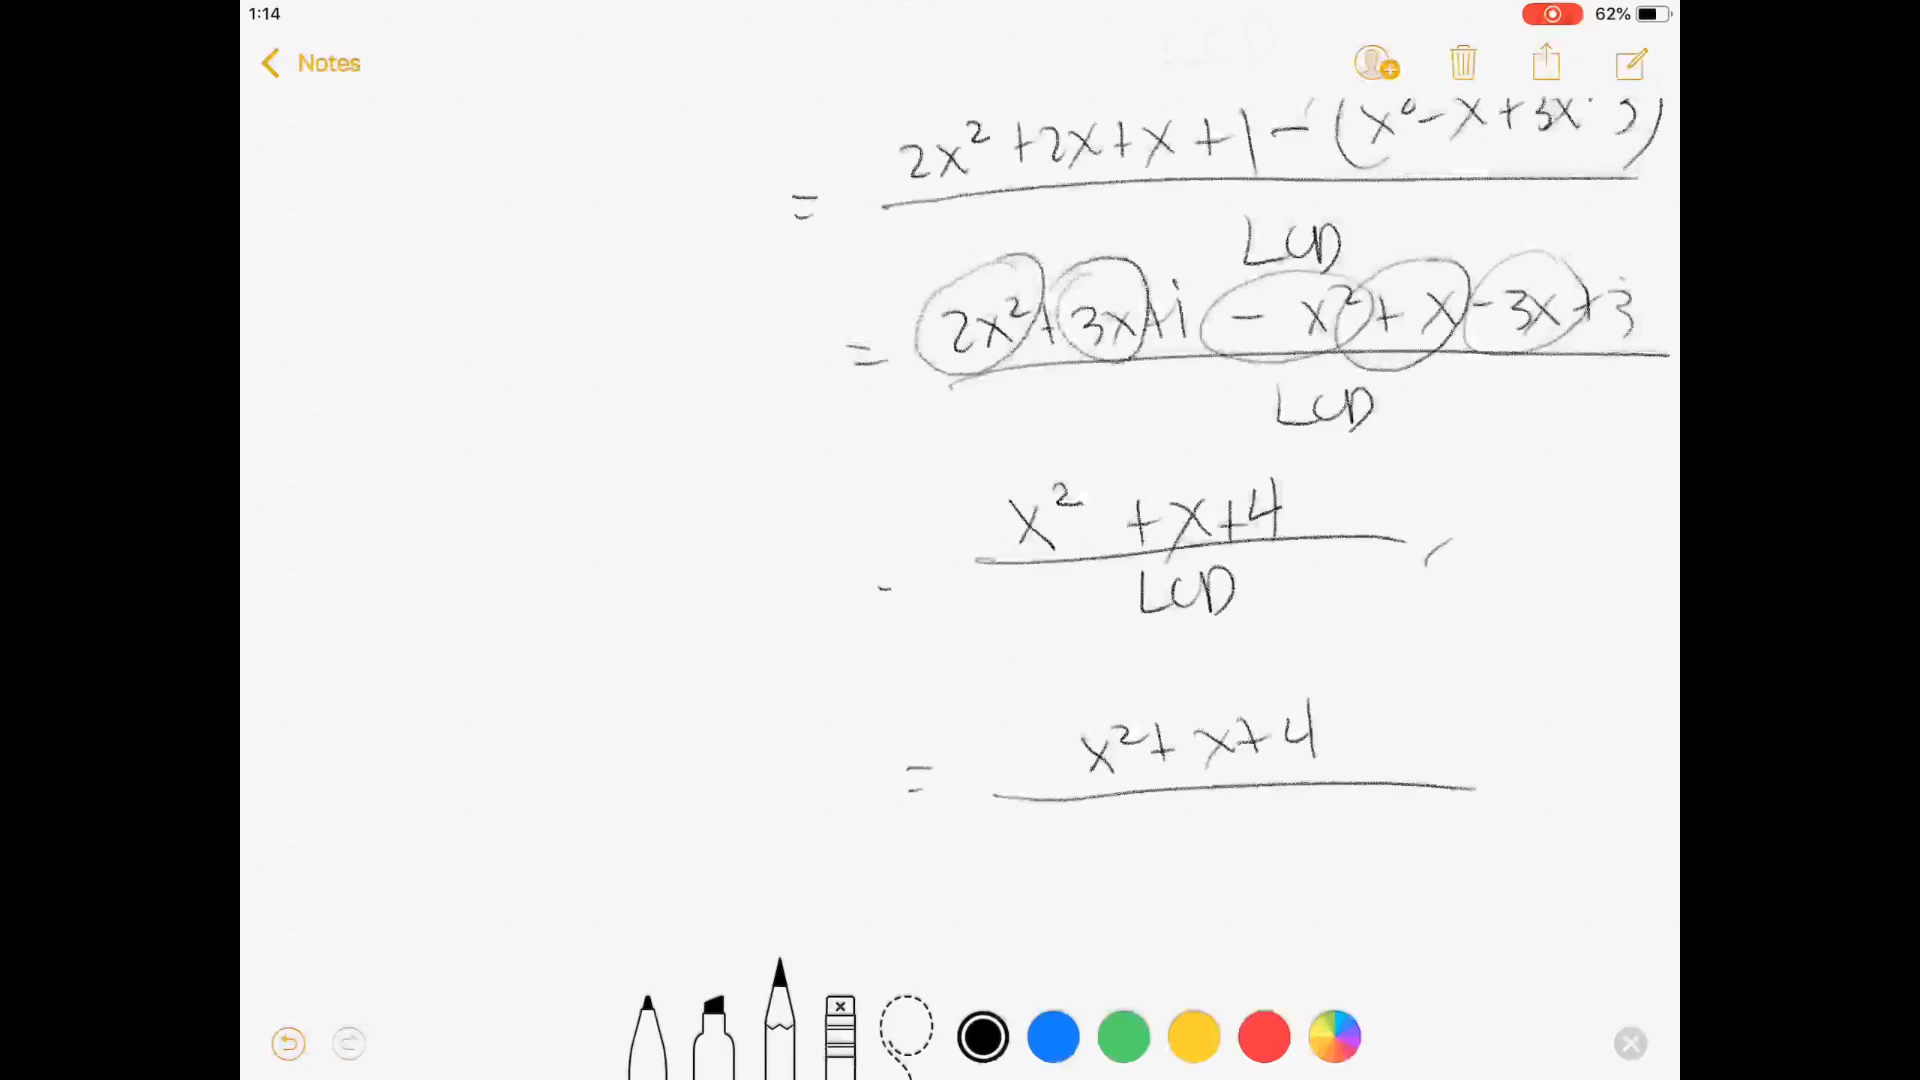 1:14
62%
Notes
2x² + 2x + x + 1 - (x² - x + 3x - 3)
=
LCD
= 2x² + 3x + 1 - x² + x - 3x + 3
LCD
x² + x + 4
-
LCD
x² + x + 4
=